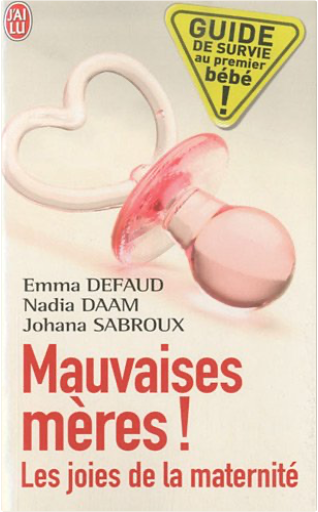 J'AI
LU
GUIDE
DE SURVIE
au premier
bébé
!
Emma DEFAUD
Nadia DAAM
Johana SABROUX
Mauvaises
mères !
Les joies de la maternité